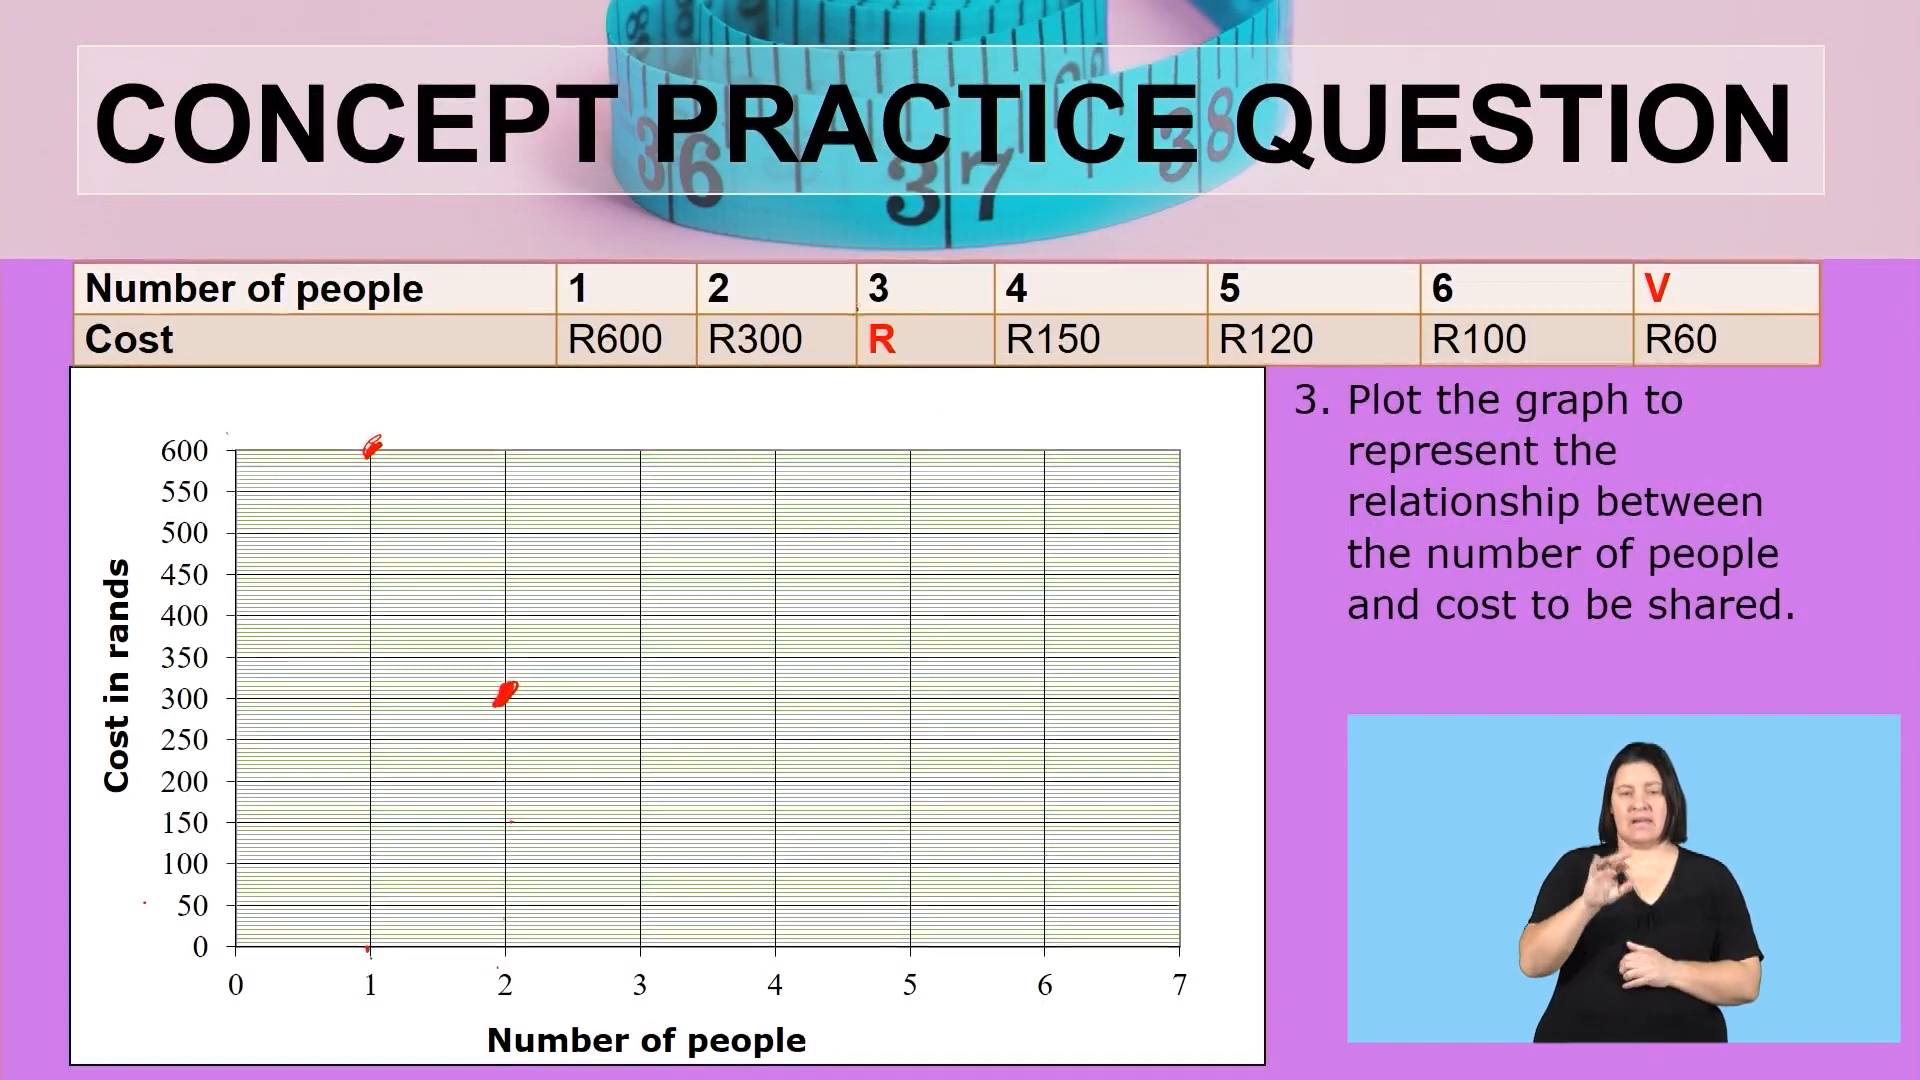 CONCEPT PRACTICE QUESTION
Number of people 1 2 3 4 5 6 V
Cost R600 R300 R R150 R120 R100 R60
3. Plot the graph to
represent the
relationship between
the number of people
and cost to be shared.
Cost in rands
600
550
500
450
400
350
300
250
200
150
100
50
0
0 1 2 3 4 5 6 7
Number of people
36 37 38